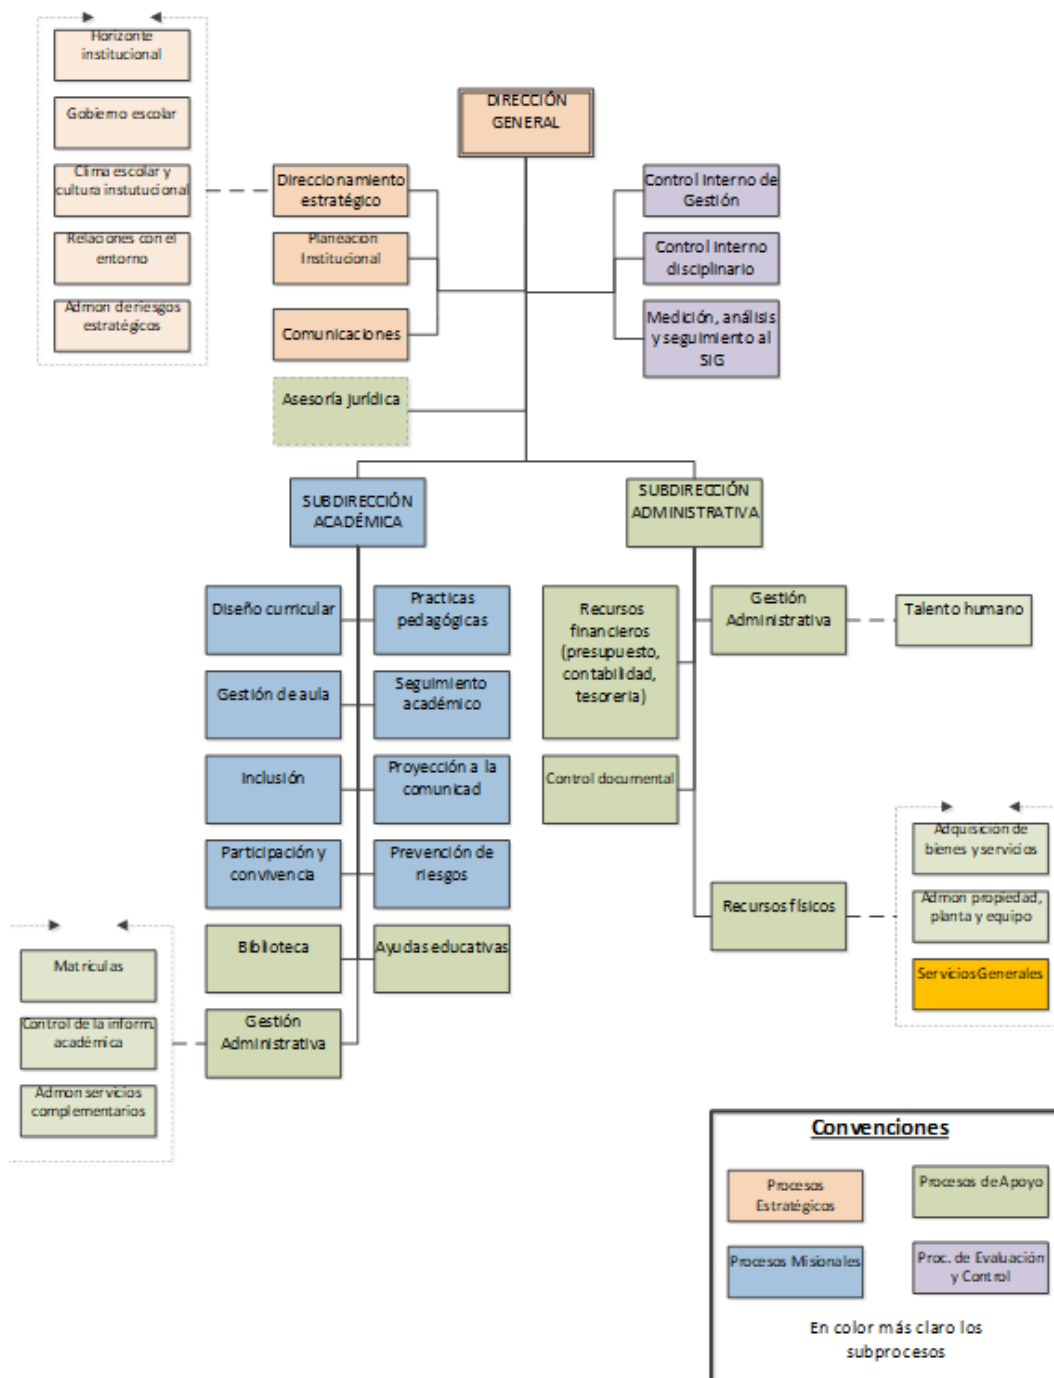 Horizonte
institucional
Gobierno escolar
Clima escolar y
cultura instutucional
Relaciones con el
entorno
Admon de riesgos
estratégicos
DIRECCIÓN
GENERAL
Direccionamiento
estratégico
Planeación
Institucional
Comunicaciones
Asesoría jurídica
Control Interno de
Gestión
Control Interno
disciplinario
Medición, análisis
y seguimiento al
SIG
SUBDIRECCIÓN
ACADÉMICA
SUBDIRECCIÓN
ADMINISTRATIVA
Diseño curricular
Practicas
pedagógicas
Gestión de aula
Seguimiento
académico
Inclusión
Proyección a la
comunicad
Participación y
convivencia
Prevención de
riesgos
Biblioteca
Ayudas educativas
Gestión
Administrativa
Matrículas
Control de la inform.
académica
Admon servicios
complementarios
Recursos
financieros
(presupuesto,
contabilidad,
tesoreria)
Gestión
Administrativa
Talento humano
Control documental
Recursos físicos
Adquisición de
bienes y servicios
Admon propiedad,
planta y equipo
Servicios Generales
Convenciones
Procesos
Estratégicos
Procesos de Apoyo
Procesos Misionales
Proc. de Evaluación
y Control
En color más claro los
subprocesos